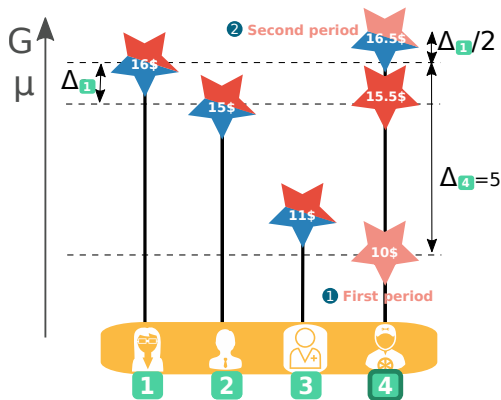 G
μ
❷ Second period
16.5$
Δ1/2
16$
Δ1
15$
15.5$
Δ4=5
11$
10$
❶ First period
1
2
3
4